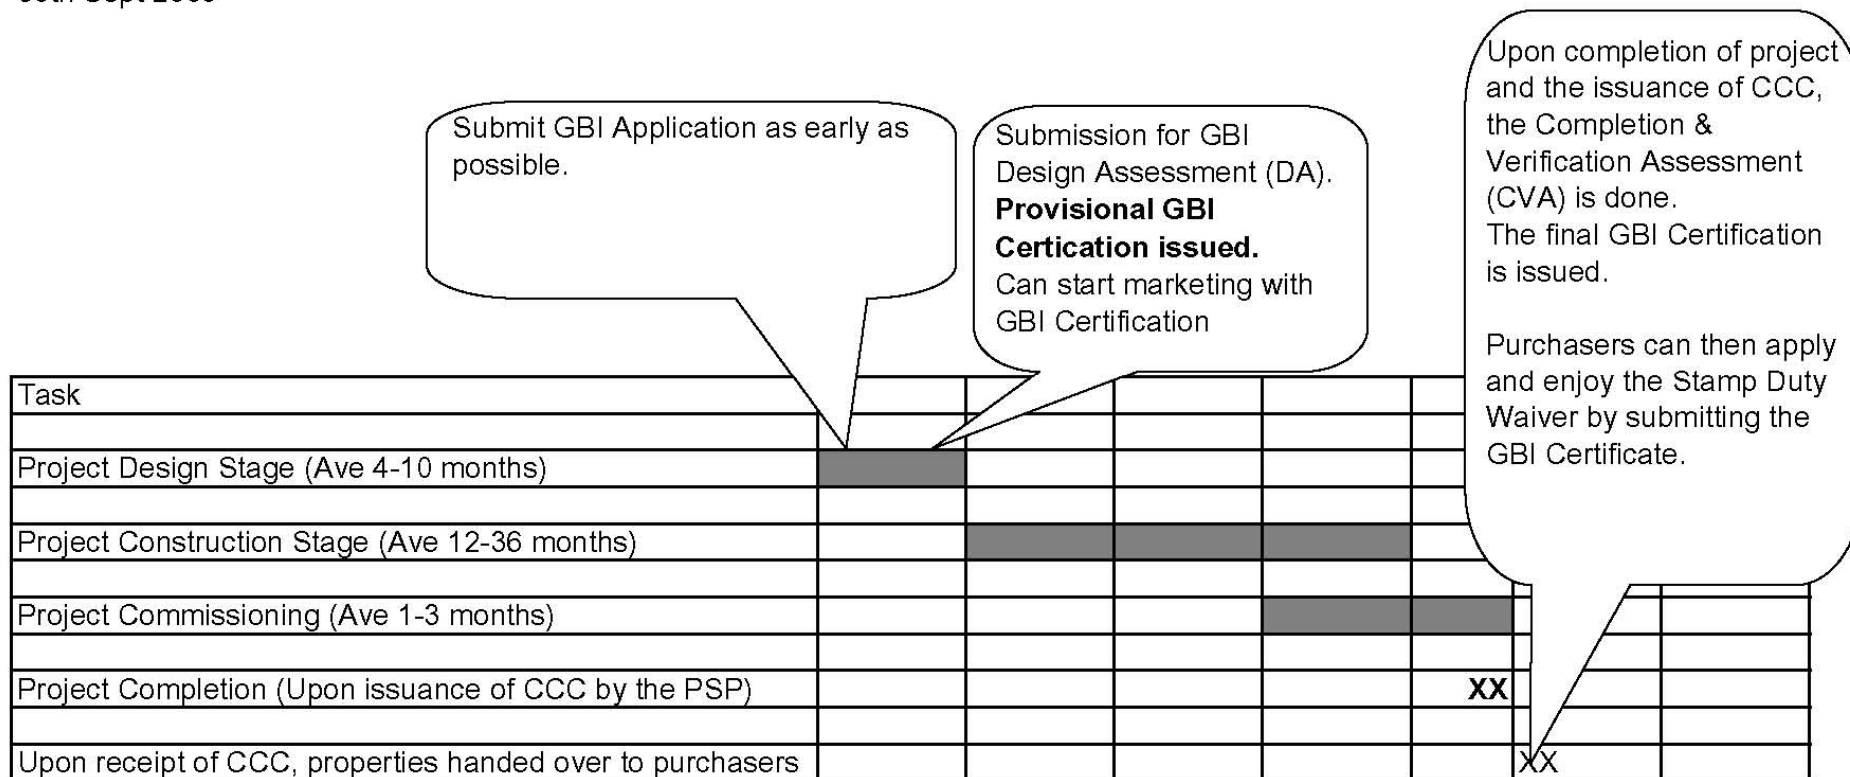 Submit GBI Application as early as
possible.
Submission for GBI
Design Assessment (DA).
Provisional GBI
Certication issued.
Can start marketing with
GBI Certification
Upon completion of project
and the issuance of CCC,
the Completion &
Verification Assessment
(CVA) is done.
The final GBI Certification
is issued.
Purchasers can then apply
and enjoy the Stamp Duty
Waiver by submitting the
GBI Certificate.
Task
Project Design Stage (Ave 4-10 months)
Project Construction Stage (Ave 12-36 months)
Project Commissioning (Ave 1-3 months)
Project Completion (Upon issuance of CCC by the PSP) XX
Upon receipt of CCC, properties handed over to purchasers XX